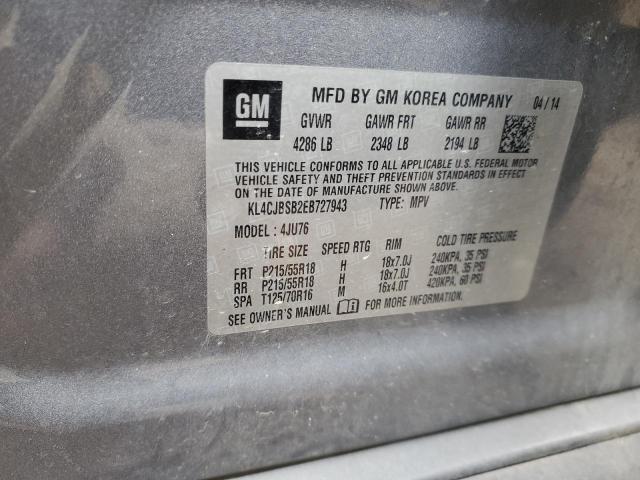 GM
MFD BY GM KOREA COMPANY 04/14
GVWR GAWR FRT GAWR RR
4286 LB 2348 LB 2194 LB
THIS VEHICLE CONFORMS TO ALL APPLICABLE U.S. FEDERAL MOTOR
VEHICLE SAFETY AND THEFT PREVENTION STANDARDS IN EFFECT ON
THE DATE OF MANUFACTURE SHOWN ABOVE.
KL4CJBSB2EB727943 TYPE: MPV
MODEL : 4JU76
TIRE SIZE SPEED RTG RIM COLD TIRE PRESSURE
FRT P215/55R18 H 18x7.0J 240KPA, 35 PSI
RR P215/55R18 H 18x7.0J 240KPA, 35 PSI
SPA T125/70R16 M 16x4.0T 420KPA, 60 PSI
SEE OWNER'S MANUAL FOR MORE INFORMATION.